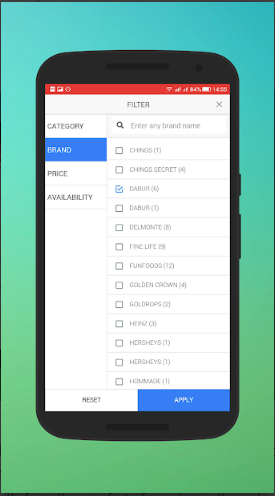 84% 14:55
FILTER
CATEGORY
BRAND
PRICE
AVAILABILITY
Enter any brand name
CHINGS (1)
CHINGS SECRET (4)
DABUR (6)
DABUR (1)
DELMONTE (8)
FINE LIFE (9)
FUNFOODS (12)
GOLDEN CROWN (4)
GOLDROPS (2)
HEINZ (3)
HERSHEYS (1)
HERSHEYS (1)
HOMMADE (1)
RESET
APPLY